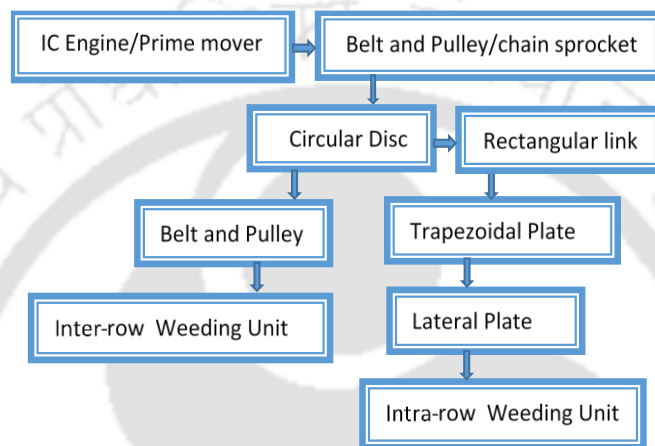 IC Engine/Prime mover
Belt and Pulley/chain sprocket
Circular Disc
Rectangular link
Belt and Pulley
Trapezoidal Plate
Inter-row Weeding Unit
Lateral Plate
Intra-row Weeding Unit